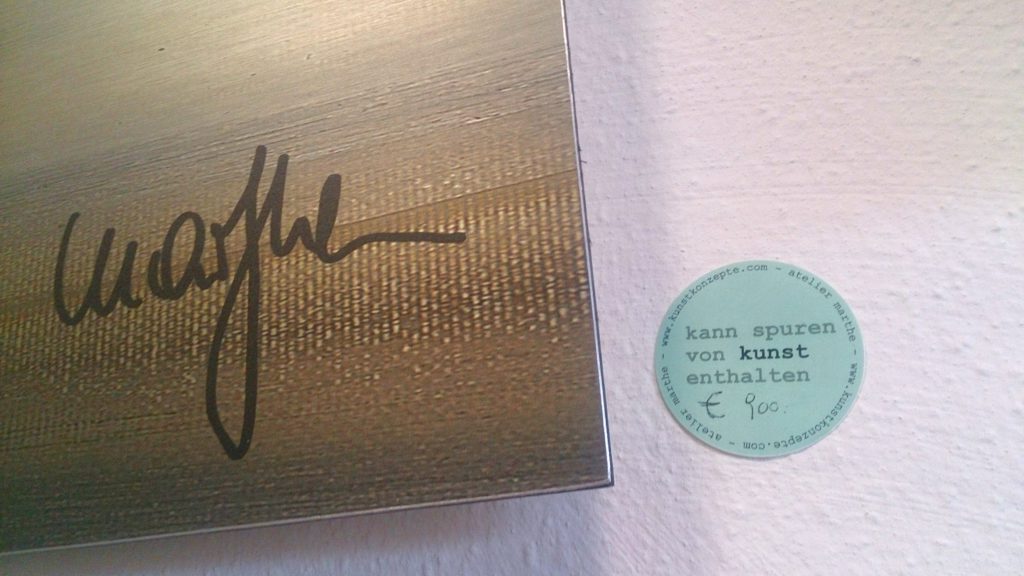 marthe
www.kunstkonzepte.com - atelier marthe - www.kunstkonzepte.com - atelier marthe -
kann spuren
von kunst
enthalten
€ 900.